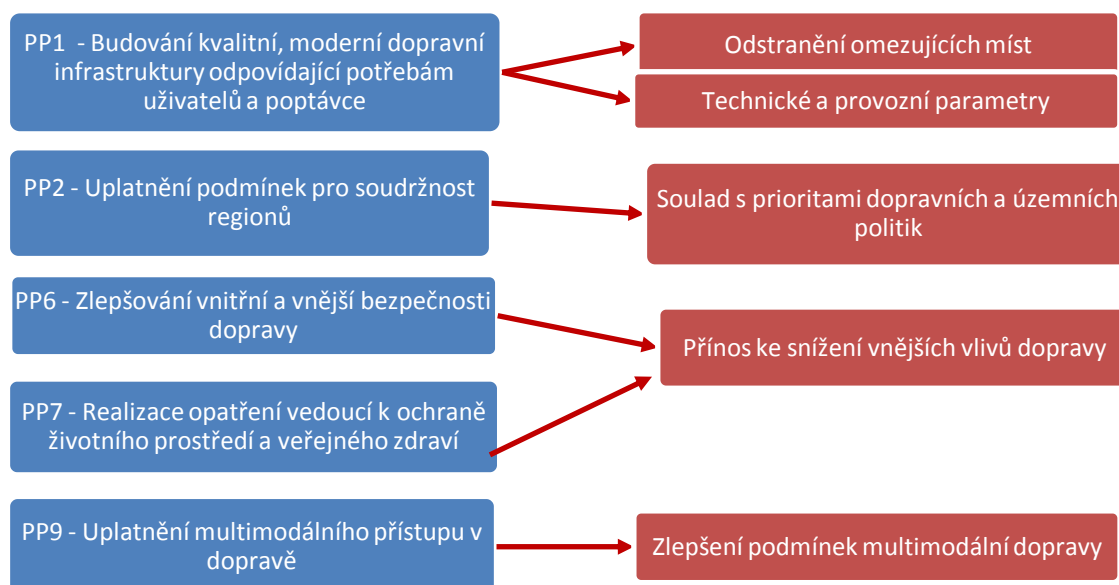 PP1 - Budování kvalitní, moderní dopravní
infrastruktury odpovídající potřebám
uživatelů a poptávce
Odstranění omezujících míst
Technické a provozní parametry
PP2 - Uplatnění podmínek pro soudržnost
regionů
Soulad s prioritami dopravních a územních
politik
PP6 - Zlepšování vnitřní a vnější bezpečnosti
dopravy
Přínos ke snížení vnějších vlivů dopravy
PP7 - Realizace opatření vedoucí k ochraně
životního prostředí a veřejného zdraví
PP9 - Uplatnění multimodálního přístupu v
dopravě
Zlepšení podmínek multimodální dopravy